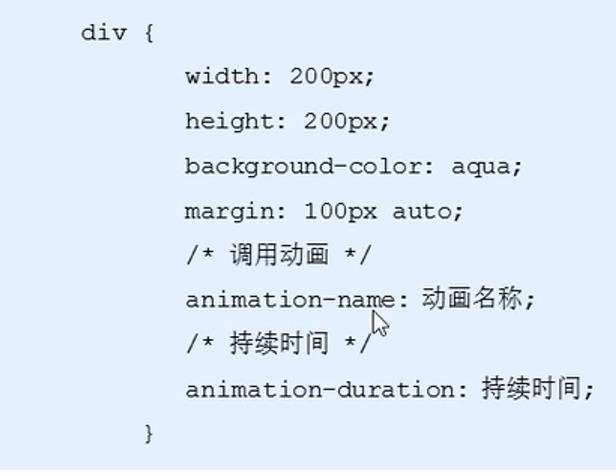 div {
width: 200px;
height: 200px;
background-color: aqua;
margin: 100px auto;
/* 调用动画 */
animation-name: 动画名称;
/* 持续时间 */
animation-duration: 持续时间;
}